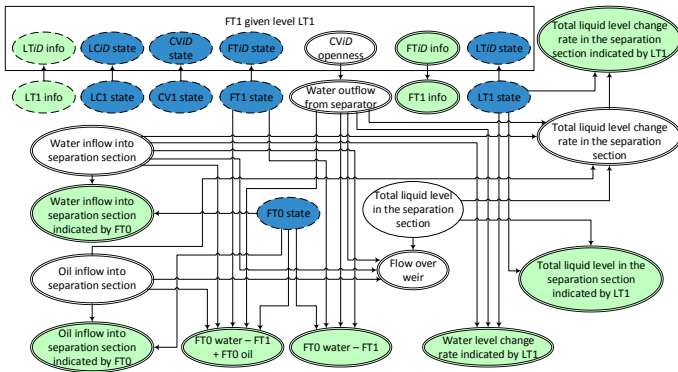 FT1 given level LT1
LTiD info
LCiD state
CViD
state
FTiD state
CViD
openness
FTiD info
LTiD state
Total liquid level change
rate in the separation
section indicated by LT1
LT1 info
LC1 state
CV1 state
FT1 state
Water outflow
from separator
FT1 info
LT1 state
Total liquid level change
rate in the separation
section
Water inflow into
separation section
Water inflow into
separation section
indicated by FT0
FT0 state
Total liquid level
in the separation
section
Oil inflow into
separation section
Flow over
weir
Total liquid level in the
separation section
indicated by LT1
Oil inflow into
separation section
indicated by FT0
FT0 water – FT1
+ FT0 oil
FT0 water – FT1
Water level change
rate indicated by LT1